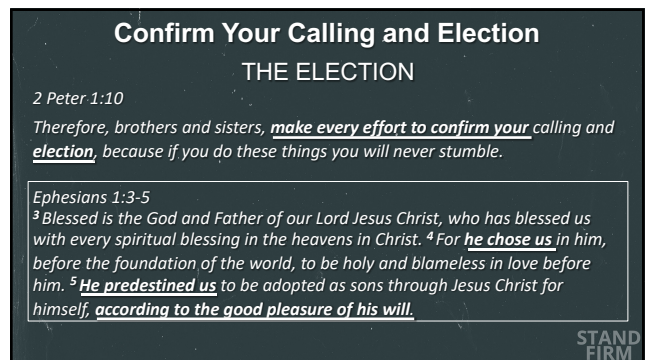 Confirm Your Calling and Election
THE ELECTION
2 Peter 1:10
Therefore, brothers and sisters, make every effort to confirm your calling and
election, because if you do these things you will never stumble.
Ephesians 1:3-5
3 Blessed is the God and Father of our Lord Jesus Christ, who has blessed us
with every spiritual blessing in the heavens in Christ. 4 For he chose us in him,
before the foundation of the world, to be holy and blameless in love before
him. 5 He predestined us to be adopted as sons through Jesus Christ for
himself, according to the good pleasure of his will.
STAND
FIRM